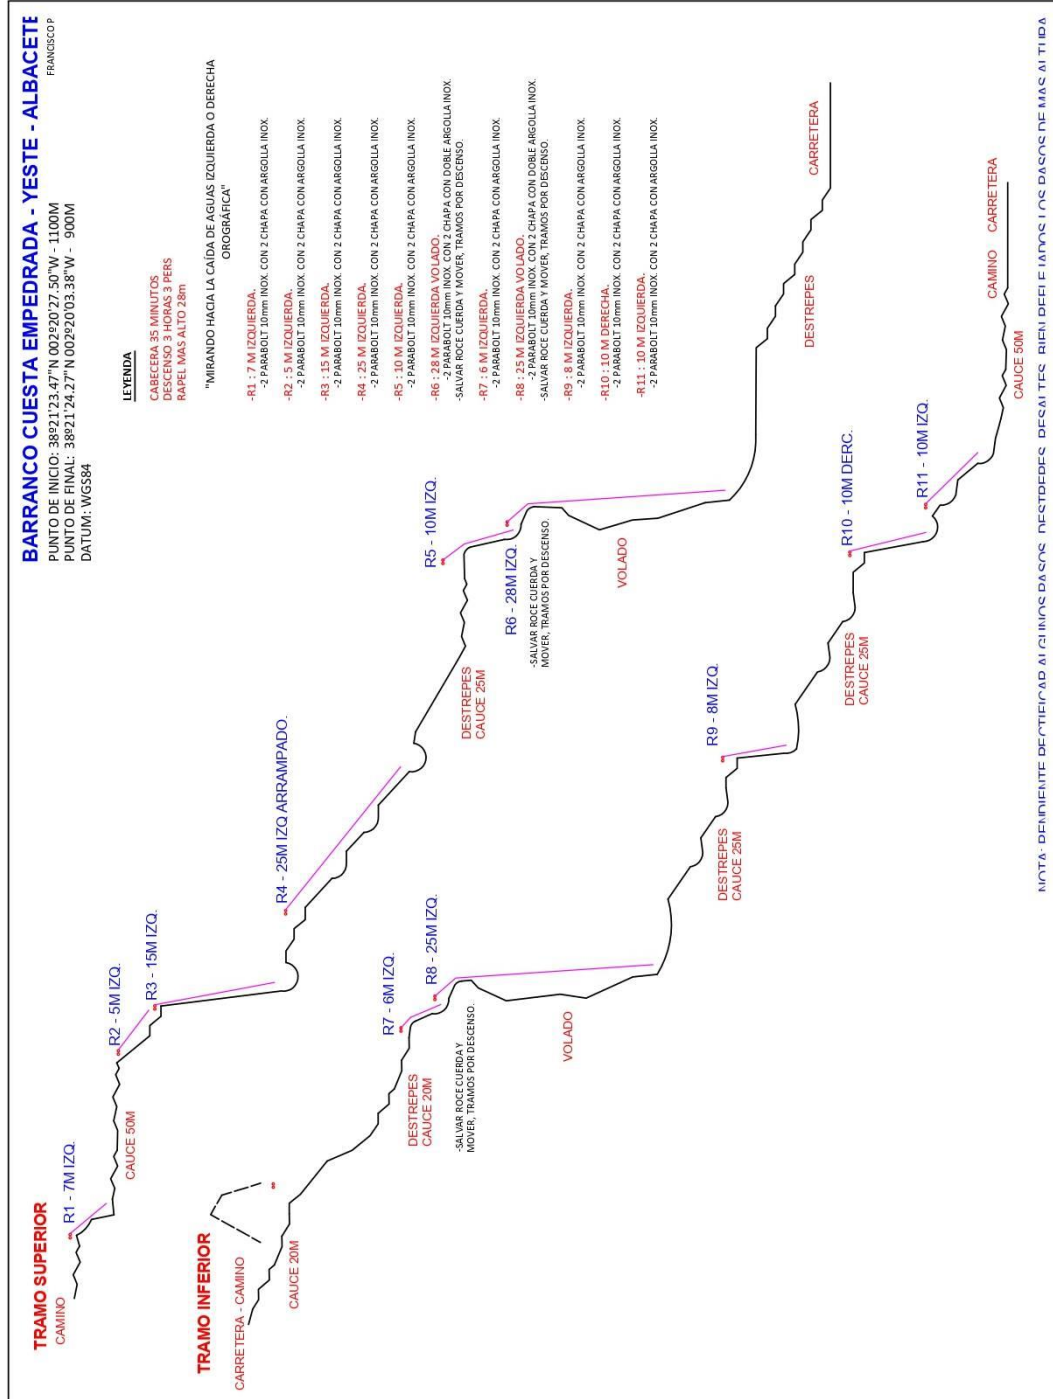 BARRANCO CUESTA EMPEDRADA - YESTE - ALBACETE
FRANCISCO P
PUNTO DE INICIO: 38º21'23.47" N 002º20'27.50"W - 1100M
PUNTO DE FINAL: 38º21'24.27" N 002º20'03.38"W - 900M
DATUM: WGS84
LEYENDA
CABECERA 35 MINUTOS
DESCENSO 3 HORAS 3 PERS
RAPEL MAS ALTO 28m
"MIRANDO HACIA LA CAÍDA DE AGUAS IZQUIERDA O DERECHA
OROGRÁFICA"
-R1 : 7 M IZQUIERDA.
-2 PARABOLT 10mm INOX. CON 2 CHAPA CON ARGOLLA INOX.
-R2 : 5 M IZQUIERDA.
-2 PARABOLT 10mm INOX. CON 2 CHAPA CON ARGOLLA INOX.
-R3 : 15 M IZQUIERDA.
-2 PARABOLT 10mm INOX. CON 2 CHAPA CON ARGOLLA INOX.
-R4 : 25 M IZQUIERDA.
-2 PARABOLT 10mm INOX. CON 2 CHAPA CON ARGOLLA INOX.
-R5 : 10 M IZQUIERDA.
-2 PARABOLT 10mm INOX. CON 2 CHAPA CON ARGOLLA INOX.
-R6 : 28 M IZQUIERDA VOLADO.
-2 PARABOLT 10mm INOX. CON 2 CHAPA CON DOBLE ARGOLLA INOX.
-SALVAR ROCE CUERDA Y MOVER, TRAMOS POR DESCENSO.
-R7 : 6 M IZQUIERDA.
-2 PARABOLT 10mm INOX. CON 2 CHAPA CON ARGOLLA INOX.
-R8 : 25 M IZQUIERDA VOLADO.
-2 PARABOLT 10mm INOX. CON 2 CHAPA CON DOBLE ARGOLLA INOX.
-SALVAR ROCE CUERDA Y MOVER, TRAMOS POR DESCENSO.
-R9 : 8 M IZQUIERDA.
-2 PARABOLT 10mm INOX. CON 2 CHAPA CON ARGOLLA INOX.
-R10 : 10 M DERECHA.
-2 PARABOLT 10mm INOX. CON 2 CHAPA CON ARGOLLA INOX.
-R11 : 10 M IZQUIERDA.
-2 PARABOLT 10mm INOX. CON 2 CHAPA CON ARGOLLA INOX.
TRAMO SUPERIOR
CAMINO
R1 - 7M IZQ.
CAUCE 50M
R2 - 5M IZQ.
R3 - 15M IZQ.
R4 - 25M IZQ ARRAMPADO.
DESTREPES
CAUCE 25M
R5 - 10M IZQ.
R6 - 28M IZQ.
-SALVAR ROCE CUERDA Y
MOVER, TRAMOS POR DESCENSO.
VOLADO
DESTREPES
CARRETERA
TRAMO INFERIOR
CARRETERA - CAMINO
CAUCE 20M
DESTREPES
CAUCE 20M
R7 - 6M IZQ.
R8 - 25M IZQ.
-SALVAR ROCE CUERDA Y
MOVER, TRAMOS POR DESCENSO.
VOLADO
DESTREPES
CAUCE 25M
R9 - 8M IZQ.
DESTREPES
CAUCE 25M
R10 - 10M DERC.
R11 - 10M IZQ.
CAUCE 50M
CAMINO CARRETERA
NOTA: PENDIENTE RECTIFICAR ALGUNOS PASOS, DESTREPES, RESALTES, BIEN REFLEJADOS LOS PASOS DE MAS ALTURA